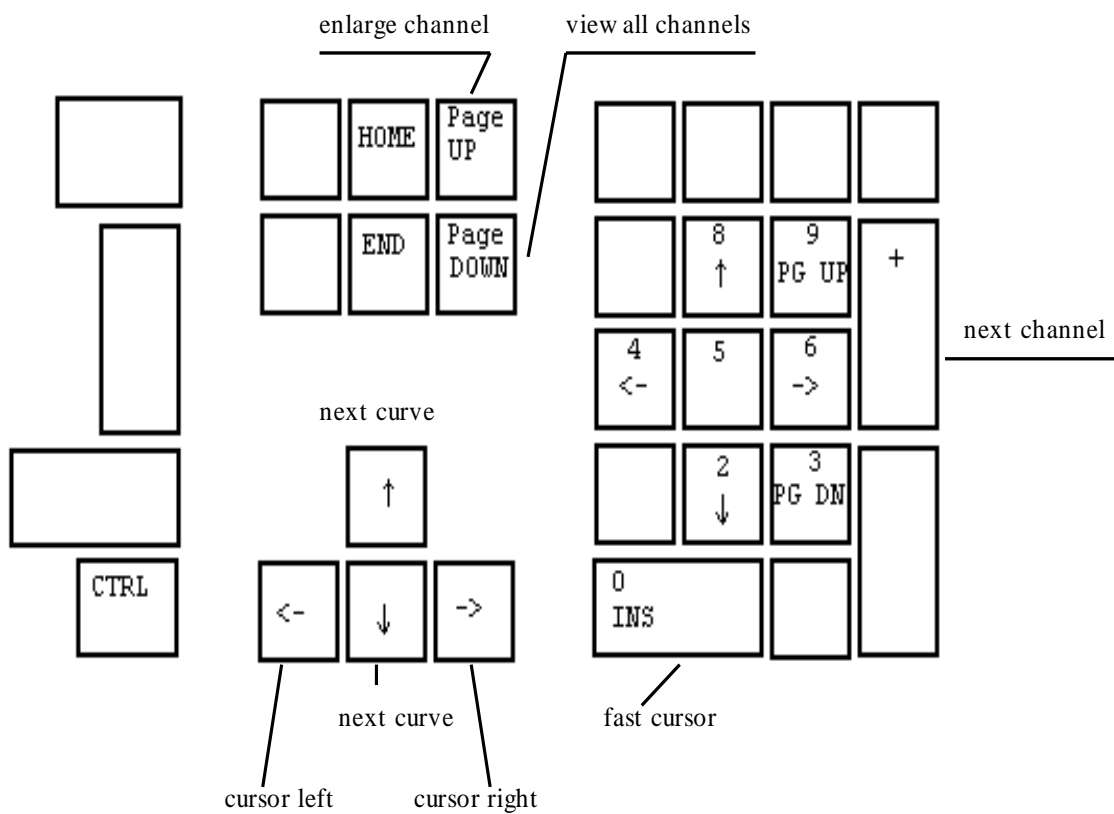 enlarge channel
view all channels
HOME
Page
UP
END
Page
DOWN
8
↑
9
PG UP
+
next channel
4
<-
5
6
->
next curve
↑
2
↓
3
PG DN
CTRL
<-
↓
->
0
INS
next curve
fast cursor
cursor left
cursor right